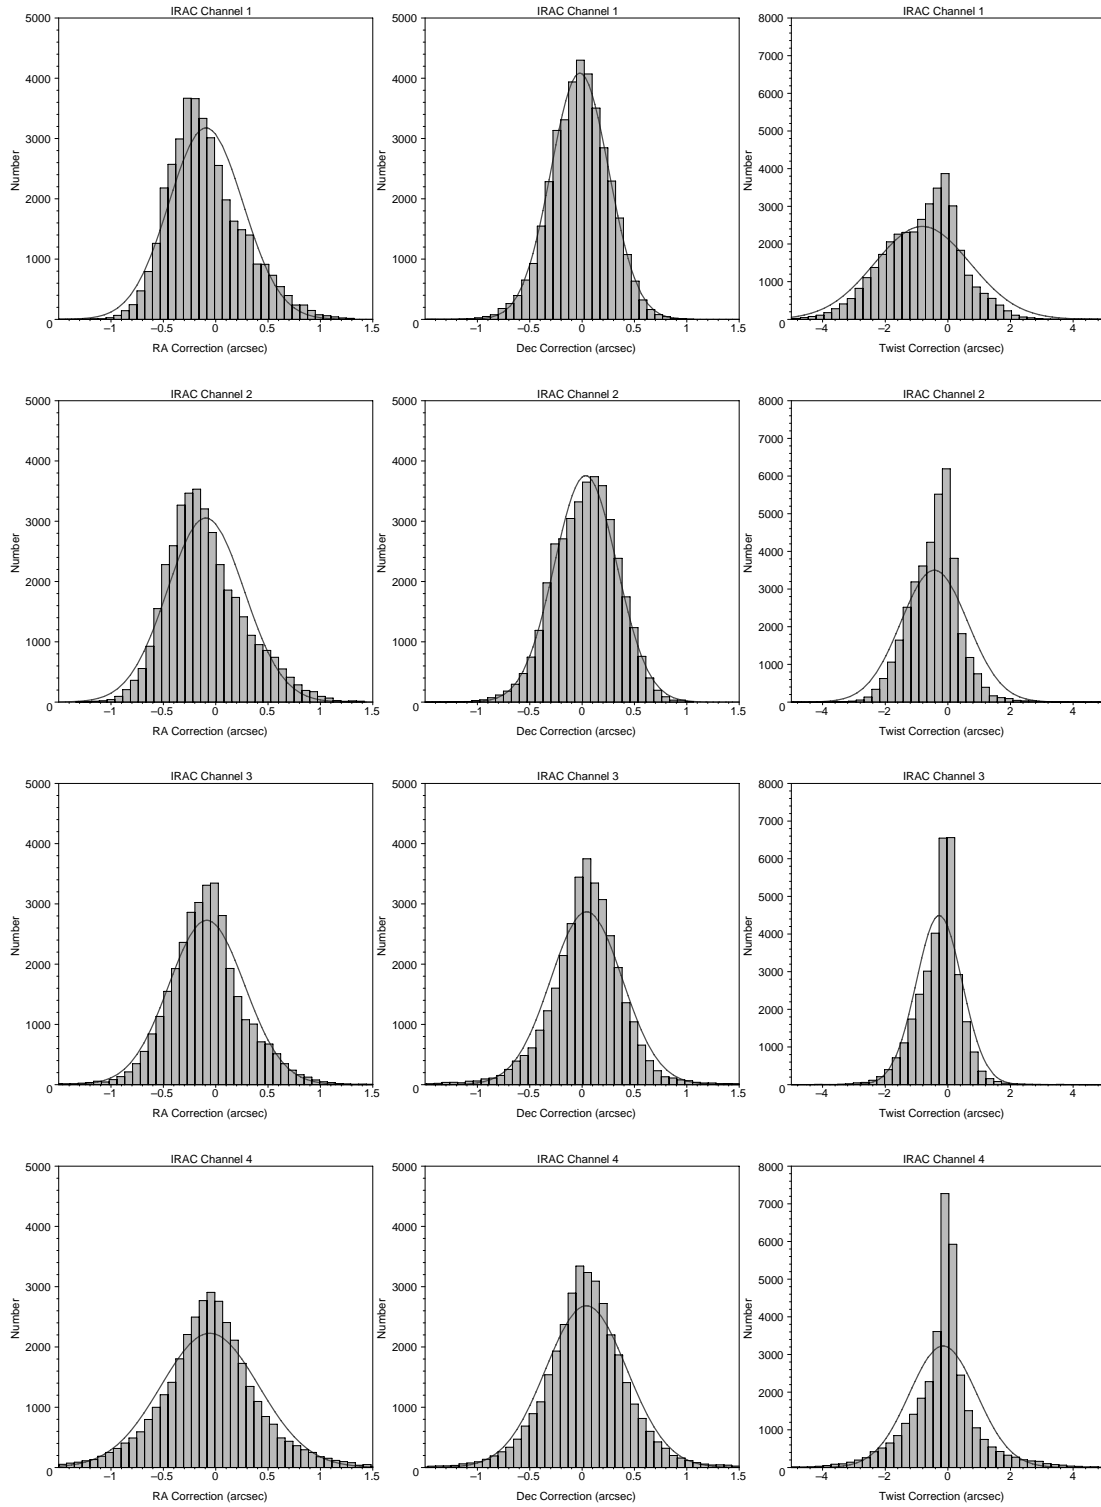 IRAC Channel 1
5000
4000
3000
2000
1000
0
Number
−1 −0.5 0 0.5 1 1.5
RA Correction (arcsec)
IRAC Channel 1
5000
4000
3000
2000
1000
0
Number
−1 −0.5 0 0.5 1 1.5
Dec Correction (arcsec)
IRAC Channel 1
8000
7000
6000
5000
4000
3000
2000
1000
0
Number
−4 −2 0 2 4
Twist Correction (arcsec)
IRAC Channel 2
5000
4000
3000
2000
1000
0
Number
−1 −0.5 0 0.5 1 1.5
RA Correction (arcsec)
IRAC Channel 2
5000
4000
3000
2000
1000
0
Number
−1 −0.5 0 0.5 1 1.5
Dec Correction (arcsec)
IRAC Channel 2
8000
7000
6000
5000
4000
3000
2000
1000
0
Number
−4 −2 0 2 4
Twist Correction (arcsec)
IRAC Channel 3
5000
4000
3000
2000
1000
0
Number
−1 −0.5 0 0.5 1 1.5
RA Correction (arcsec)
IRAC Channel 3
5000
4000
3000
2000
1000
0
Number
−1 −0.5 0 0.5 1 1.5
Dec Correction (arcsec)
IRAC Channel 3
8000
7000
6000
5000
4000
3000
2000
1000
0
Number
−4 −2 0 2 4
Twist Correction (arcsec)
IRAC Channel 4
5000
4000
3000
2000
1000
0
Number
−1 −0.5 0 0.5 1 1.5
RA Correction (arcsec)
IRAC Channel 4
5000
4000
3000
2000
1000
0
Number
−1 −0.5 0 0.5 1 1.5
Dec Correction (arcsec)
IRAC Channel 4
8000
7000
6000
5000
4000
3000
2000
1000
0
Number
−4 −2 0 2 4
Twist Correction (arcsec)